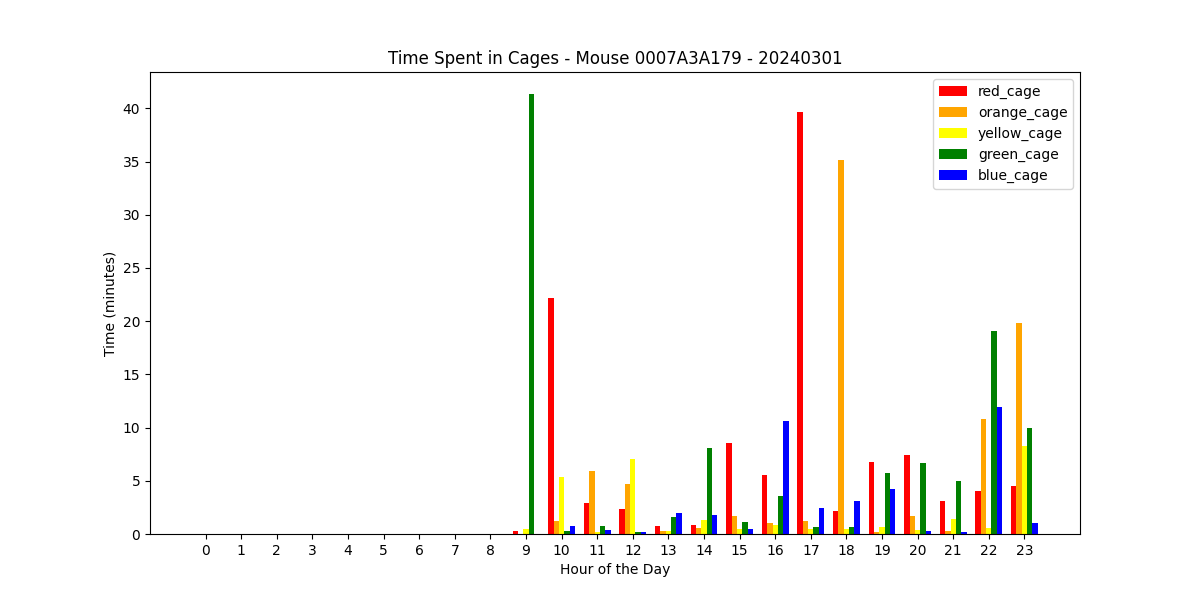 Time Spent in Cages - Mouse 0007A3A179 - 20240301
red_cage
orange_cage
yellow_cage
green_cage
blue_cage
Time (minutes)
40
35
30
25
20
15
10
5
0
0 1 2 3 4 5 6 7 8 9 10 11 12 13 14 15 16 17 18 19 20 21 22 23
Hour of the Day